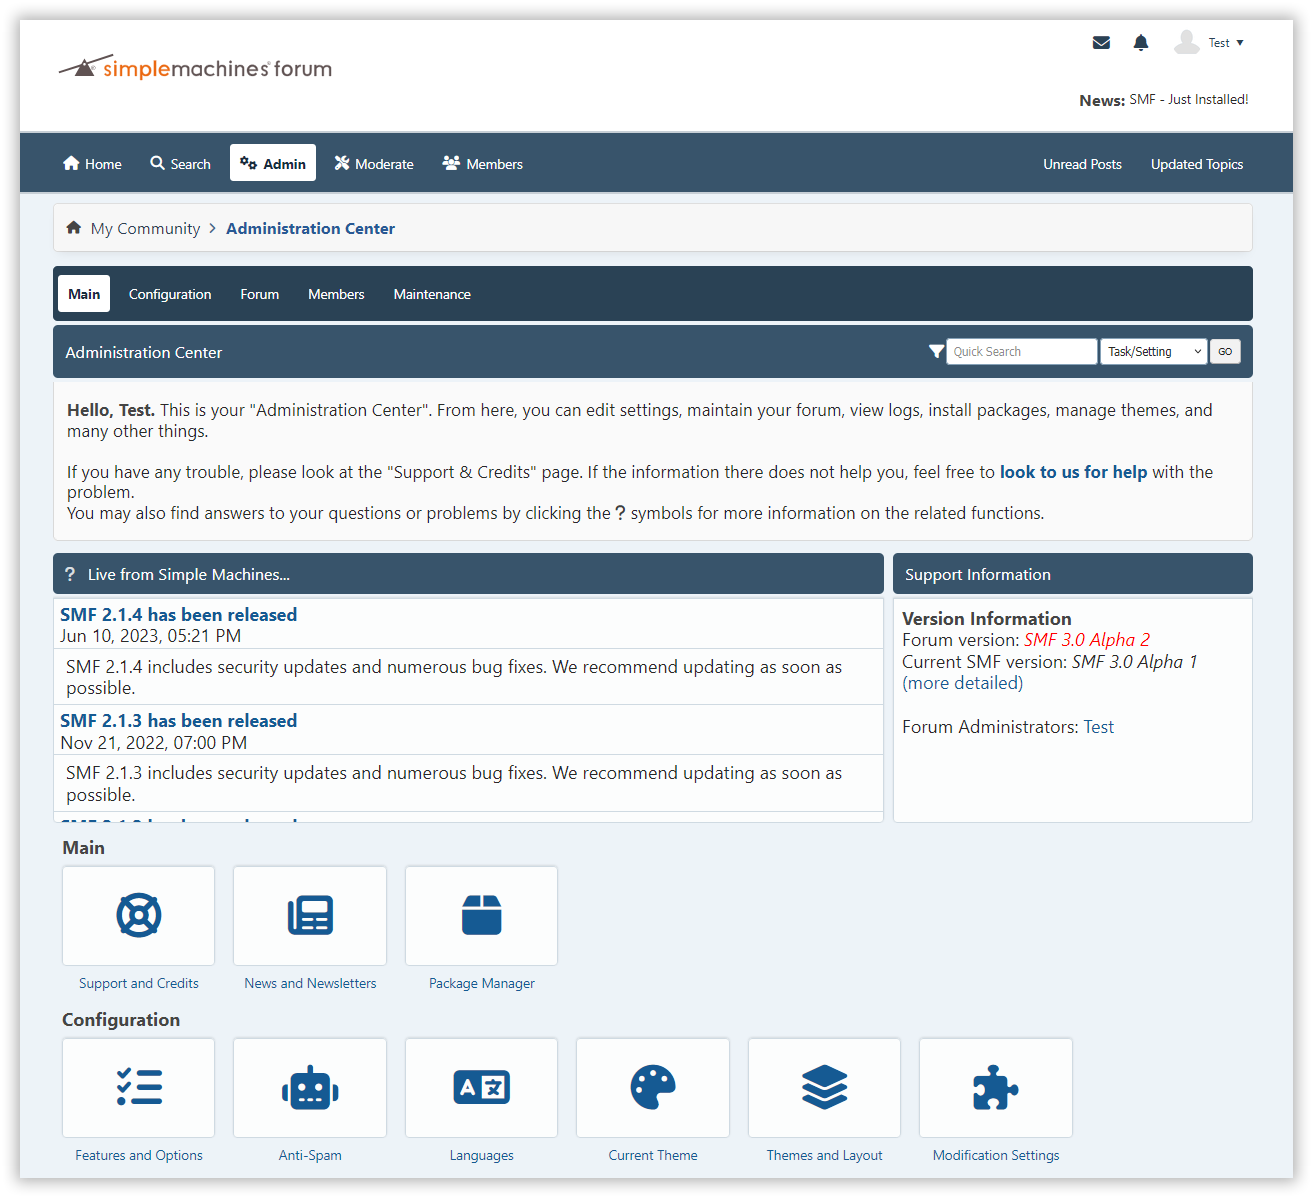 simplemachines forum
Test
News: SMF - Just Installed!
Home
Search
Admin
Moderate
Members
Unread Posts
Updated Topics
My Community
Administration Center
Main
Configuration
Forum
Members
Maintenance
Administration Center
Quick Search
Task/Setting
GO
Hello, Test. This is your "Administration Center". From here, you can edit settings, maintain your forum, view logs, install packages, manage themes, and
many other things.
If you have any trouble, please look at the "Support & Credits" page. If the information there does not help you, feel free to look to us for help with the
problem.
You may also find answers to your questions or problems by clicking the ? symbols for more information on the related functions.
? Live from Simple Machines...
SMF 2.1.4 has been released
Jun 10, 2023, 05:21 PM
SMF 2.1.4 includes security updates and numerous bug fixes. We recommend updating as soon as
possible.
SMF 2.1.3 has been released
Nov 21, 2022, 07:00 PM
SMF 2.1.3 includes security updates and numerous bug fixes. We recommend updating as soon as
possible.
Support Information
Version Information
Forum version: SMF 3.0 Alpha 2
Current SMF version: SMF 3.0 Alpha 1
(more detailed)
Forum Administrators: Test
Main
Support and Credits
News and Newsletters
Package Manager
Configuration
A 文
Features and Options
Anti-Spam
Languages
Current Theme
Themes and Layout
Modification Settings